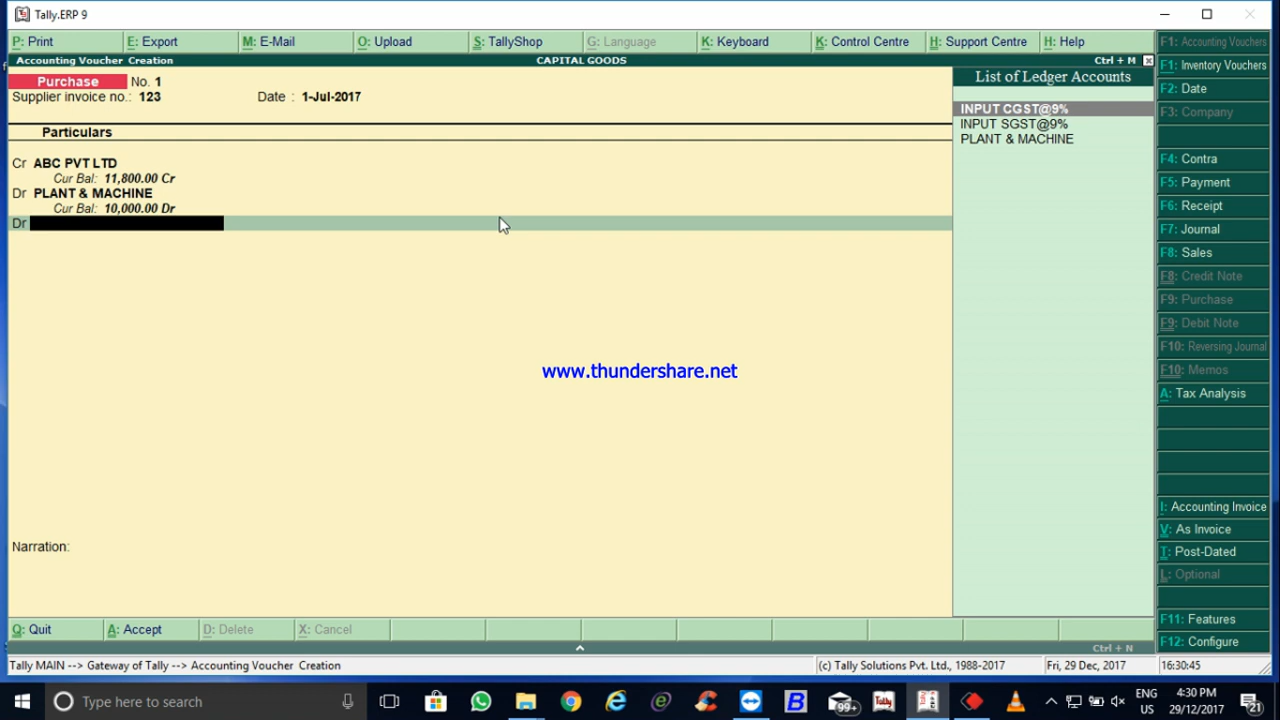 Tally.ERP 9
P: Print E: Export M: E-Mail O: Upload S: TallyShop G: Language K: Keyboard K: Control Centre H: Support Centre H: Help
Accounting Voucher Creation CAPITAL GOODS Ctrl + M
Purchase No. 1
Supplier invoice no.: 123 Date : 1-Jul-2017
Particulars
Cr ABC PVT LTD
Cur Bal: 11,800.00 Cr
Dr PLANT & MACHINE
Cur Bal: 10,000.00 Dr
Dr
www.thundershare.net
Narration:
List of Ledger Accounts
INPUT CGST@9%
INPUT SGST@9%
PLANT & MACHINE
F1: Accounting Vouchers
F1: Inventory Vouchers
F2: Date
F3: Company
F4: Contra
F5: Payment
F6: Receipt
F7: Journal
F8: Sales
F8: Credit Note
F9: Purchase
F9: Debit Note
F10: Reversing Journal
F10: Memos
A: Tax Analysis
I: Accounting Invoice
V: As Invoice
T: Post-Dated
L: Optional
F11: Features
F12: Configure
Q: Quit A: Accept D: Delete X: Cancel
Ctrl + N
Tally MAIN --> Gateway of Tally --> Accounting Voucher Creation (c) Tally Solutions Pvt. Ltd., 1988-2017 Fri, 29 Dec, 2017 16:30:45
Type here to search
99+
Tally
ENG
US
4:30 PM
29/12/2017
21